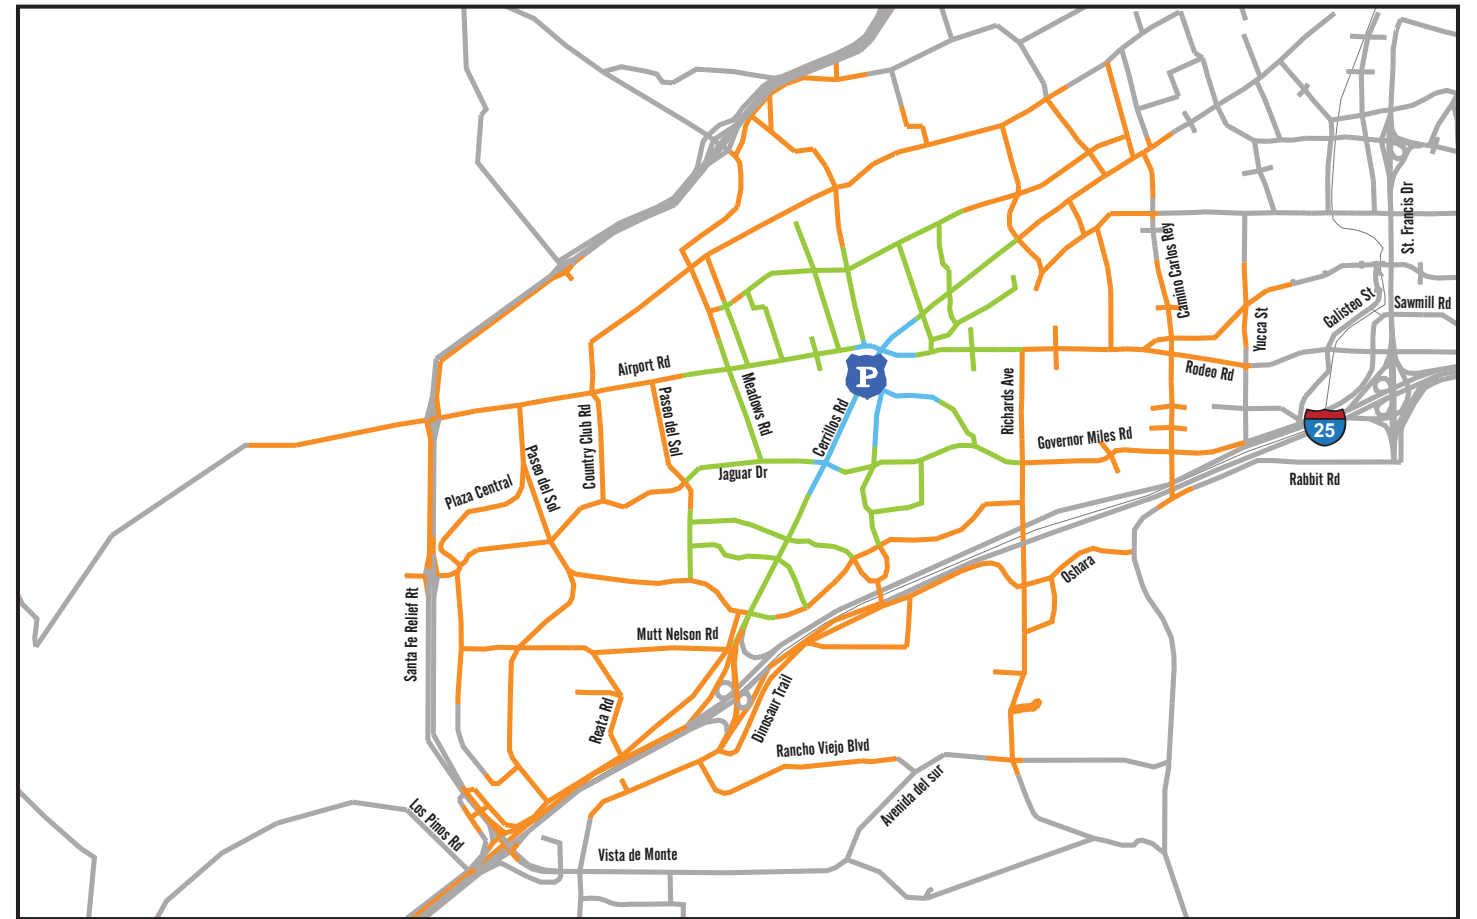 St. Francis Dr
Camino Carlos Rey
Galisteo St
Sawmill Rd
Yucca St
Airport Rd
Rodeo Rd
P
Meadows Rd
Richards Ave
Paseo del Sol
Country Club Rd
Cerrillos Rd
25
Governor Miles Rd
Paseo del Sol
Jaguar Dr
Plaza Central
Rabbit Rd
Oshara
Santa Fe Relief Rt
Mutt Nelson Rd
Dinosaur Trail
Reata Rd
Rancho Viejo Blvd
Avenida del sur
Los Pinos Rd
Vista de Monte